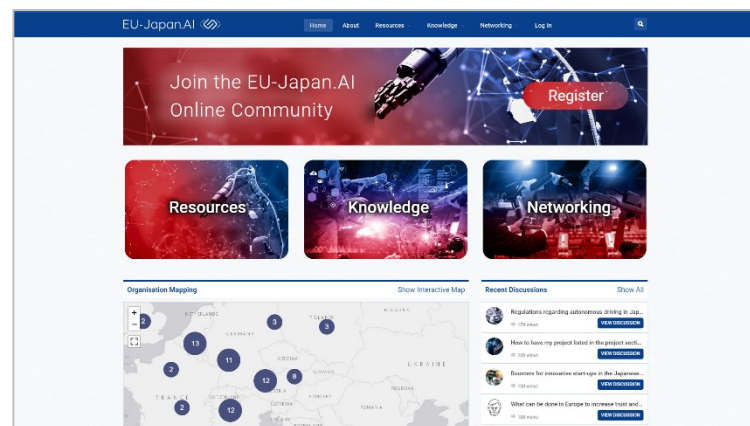 EU-Japan.AI
Home About Resources Knowledge Networking Log In
Join the EU-Japan.AI
Online Community
Register
Resources
Knowledge
Networking
Organisation Mapping
Show Interactive Map
Recent Discussions
Show All
+
−
2
3
POLAND
3
13
11
CZECHIA
UKRAINE
2
8
12
FRANCE
2
12
Regulations regarding autonomous driving in Jap...
VIEW DISCUSSION
How to have my project listed in the project secti...
VIEW DISCUSSION
Boosters for innovative start-ups in the Japanese...
VIEW DISCUSSION
What can be done in Europe to increase trust and...
VIEW DISCUSSION